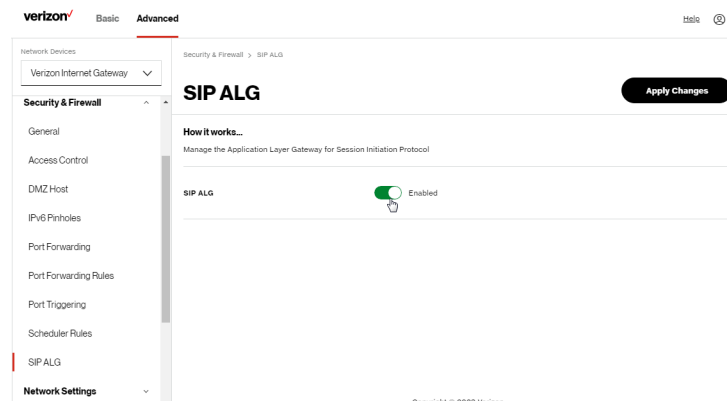 verizon
Basic
Advanced
Help
Network Devices
Verizon Internet Gateway
Security & Firewall
General
Access Control
DMZ Host
IPv6 Pinholes
Port Forwarding
Port Forwarding Rules
Port Triggering
Scheduler Rules
SIP ALG
Network Settings
Security & Firewall > SIP ALG
SIP ALG
Apply Changes
How it works...
Manage the Application Layer Gateway for Session Initiation Protocol
SIP ALG
Enabled